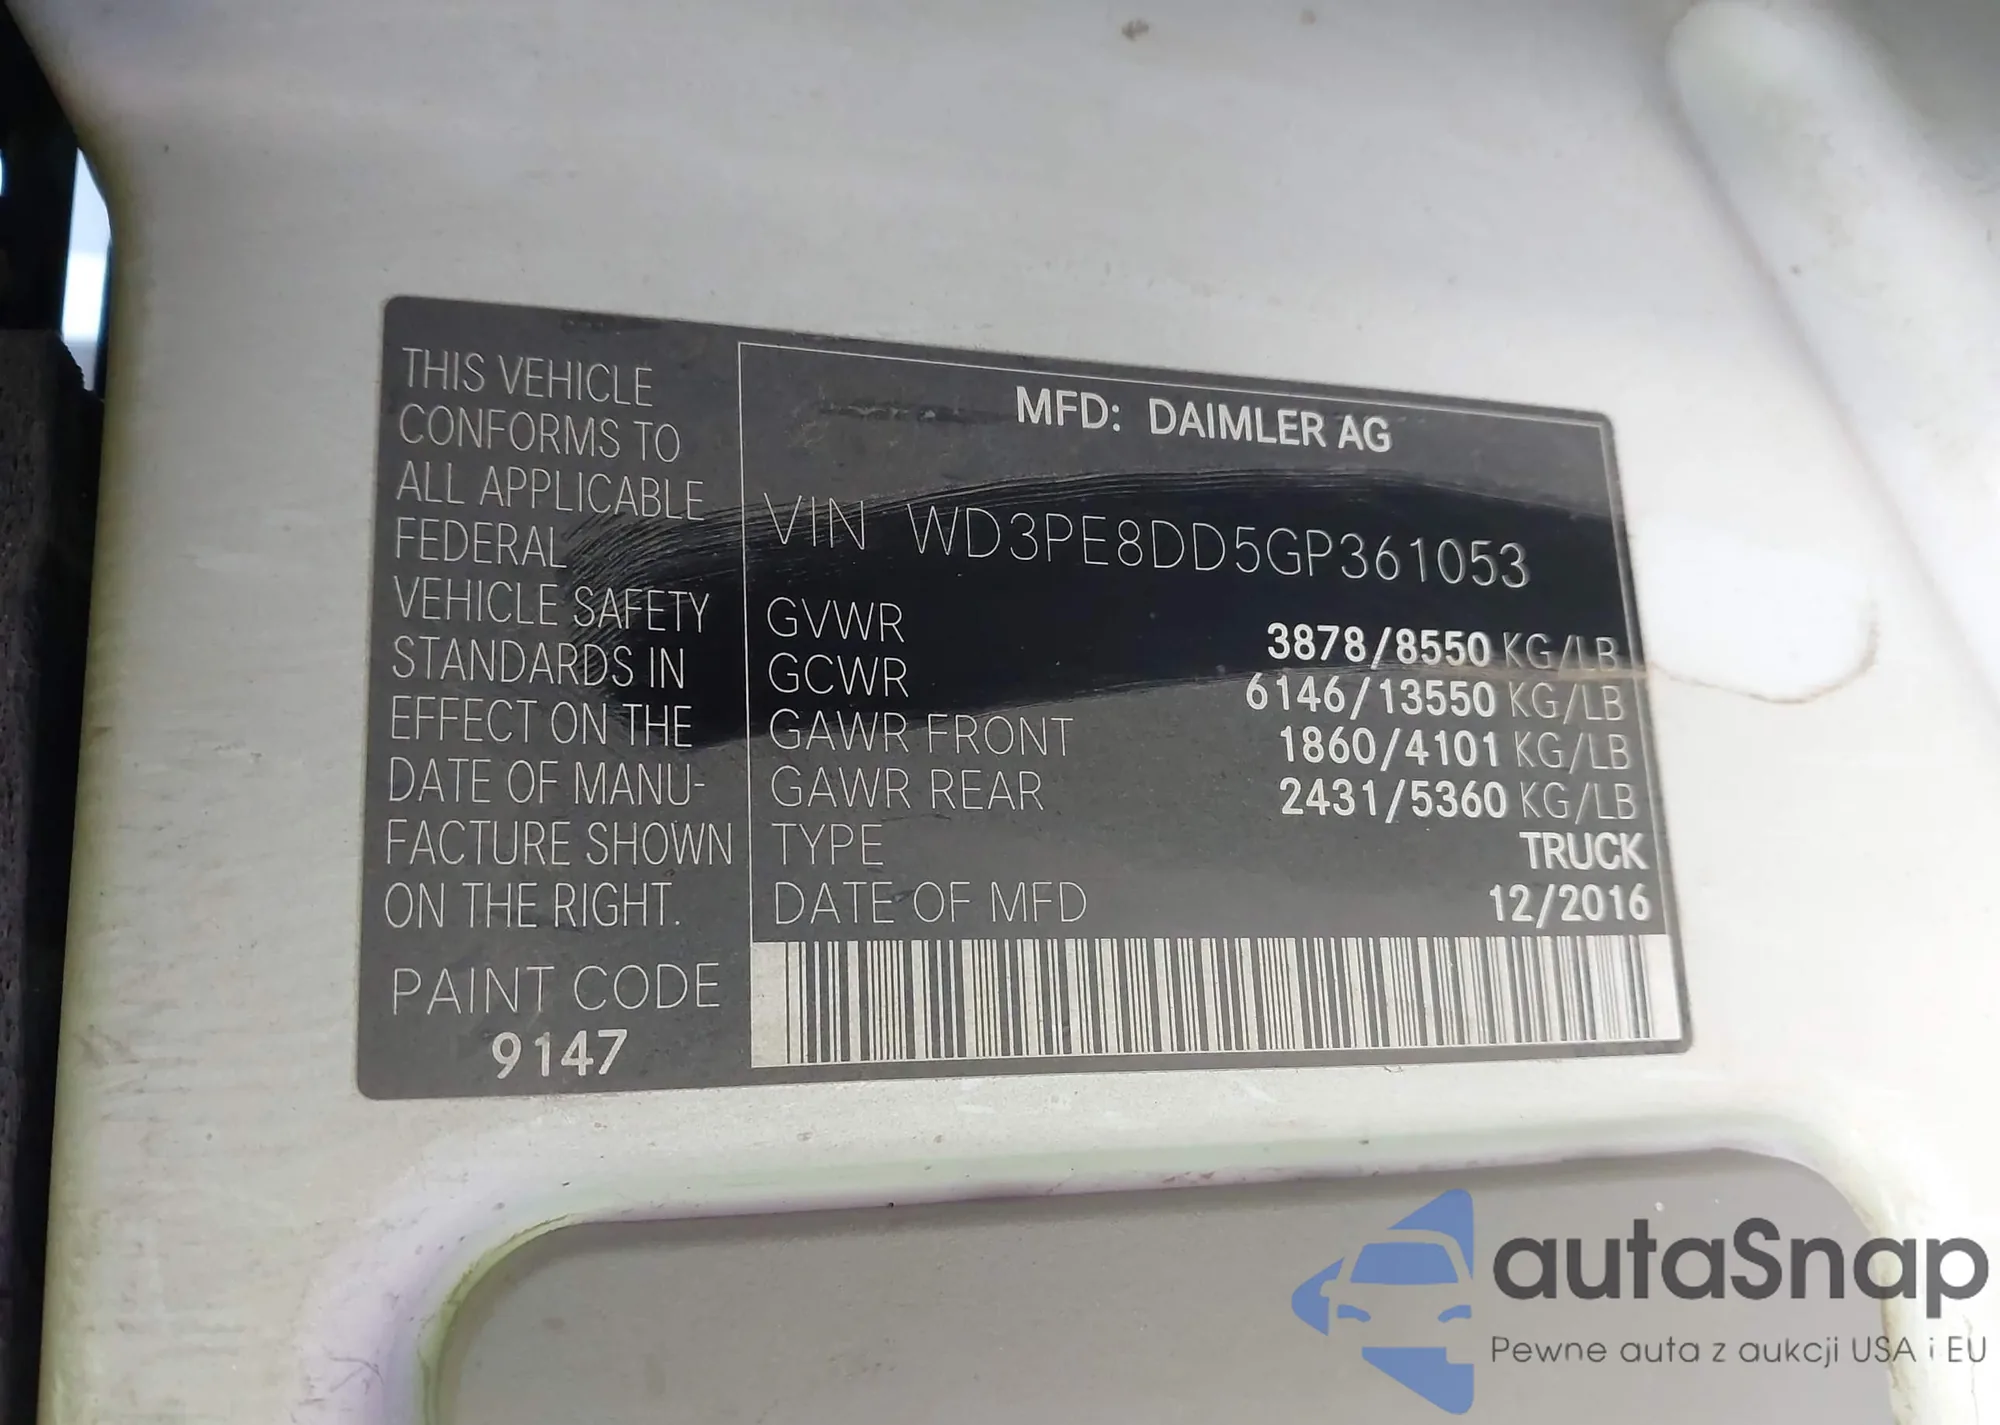 THIS VEHICLE
CONFORMS TO
ALL APPLICABLE
FEDERAL
VEHICLE SAFETY
STANDARDS IN
EFFECT ON THE
DATE OF MANU-
FACTURE SHOWN
ON THE RIGHT.
PAINT CODE
9147
MFD: DAIMLER AG
VIN WD3PE8DD5GP361053
GVWR 3878/8550 KG/LB
GCWR 6146/13550 KG/LB
GAWR FRONT 1860/4101 KG/LB
GAWR REAR 2431/5360 KG/LB
TYPE TRUCK
DATE OF MFD 12/2016
autaSnap
Pewne auta z aukcji USA i EU